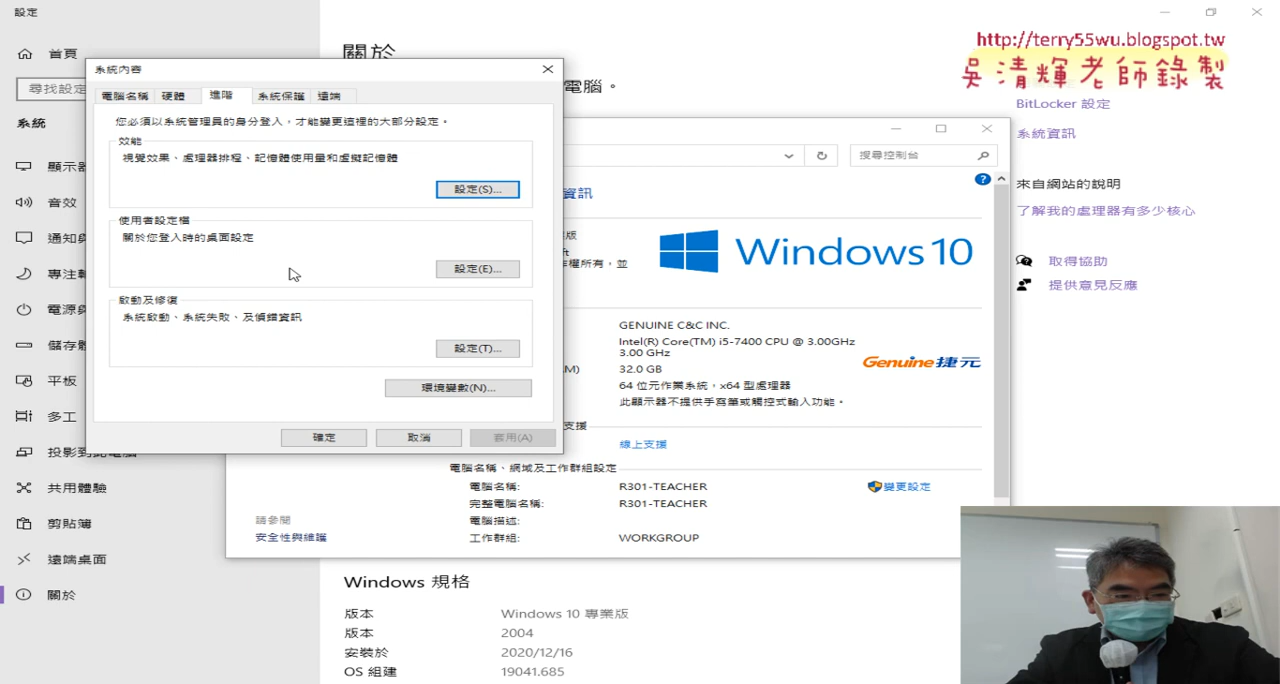 設定
http://terry55wu.blogspot.tw
吳清輝老師錄製
首頁
關於
尋找設定
電腦。
系統
BitLocker 設定
系統資訊
來自網站的說明
了解我的處理器有多少核心
取得協助
提供意見反應
顯示器
音效
通知與
專注輔
電源與
儲存體
平板
多工
投影到此電腦
共用體驗
剪貼簿
遠端桌面
關於
系統內容
電腦名稱 硬體 進階 系統保護 遠端
您必須以系統管理員的身分登入，才能變更這裡的大部分設定。
效能
視覺效果、處理器排程、記憶體使用量和虛擬記憶體
設定(S)...
使用者設定檔
關於您登入時的桌面設定
設定(E)...
啟動及修復
系統啟動、系統失敗、及偵錯資訊
設定(T)...
環境變數(N)...
確定 取消 套用(A)
搜尋控制台
資訊
版
ft
作權所有，並
Windows 10
GENUINE C&C INC.
Intel(R) Core(TM) i5-7400 CPU @ 3.00GHz
3.00 GHz
Genuine捷元
AM) 32.0 GB
64 位元作業系統，x64 型處理器
此顯示器不提供手寫筆或觸控式輸入功能。
支援
線上支援
電腦名稱、網域及工作群組設定
電腦名稱: R301-TEACHER
變更設定
完整電腦名稱: R301-TEACHER
電腦描述:
工作群組: WORKGROUP
請參閱
安全性與維護
Windows 規格
版本 Windows 10 專業版
版本 2004
安裝於 2020/12/16
OS 組建 19041.685